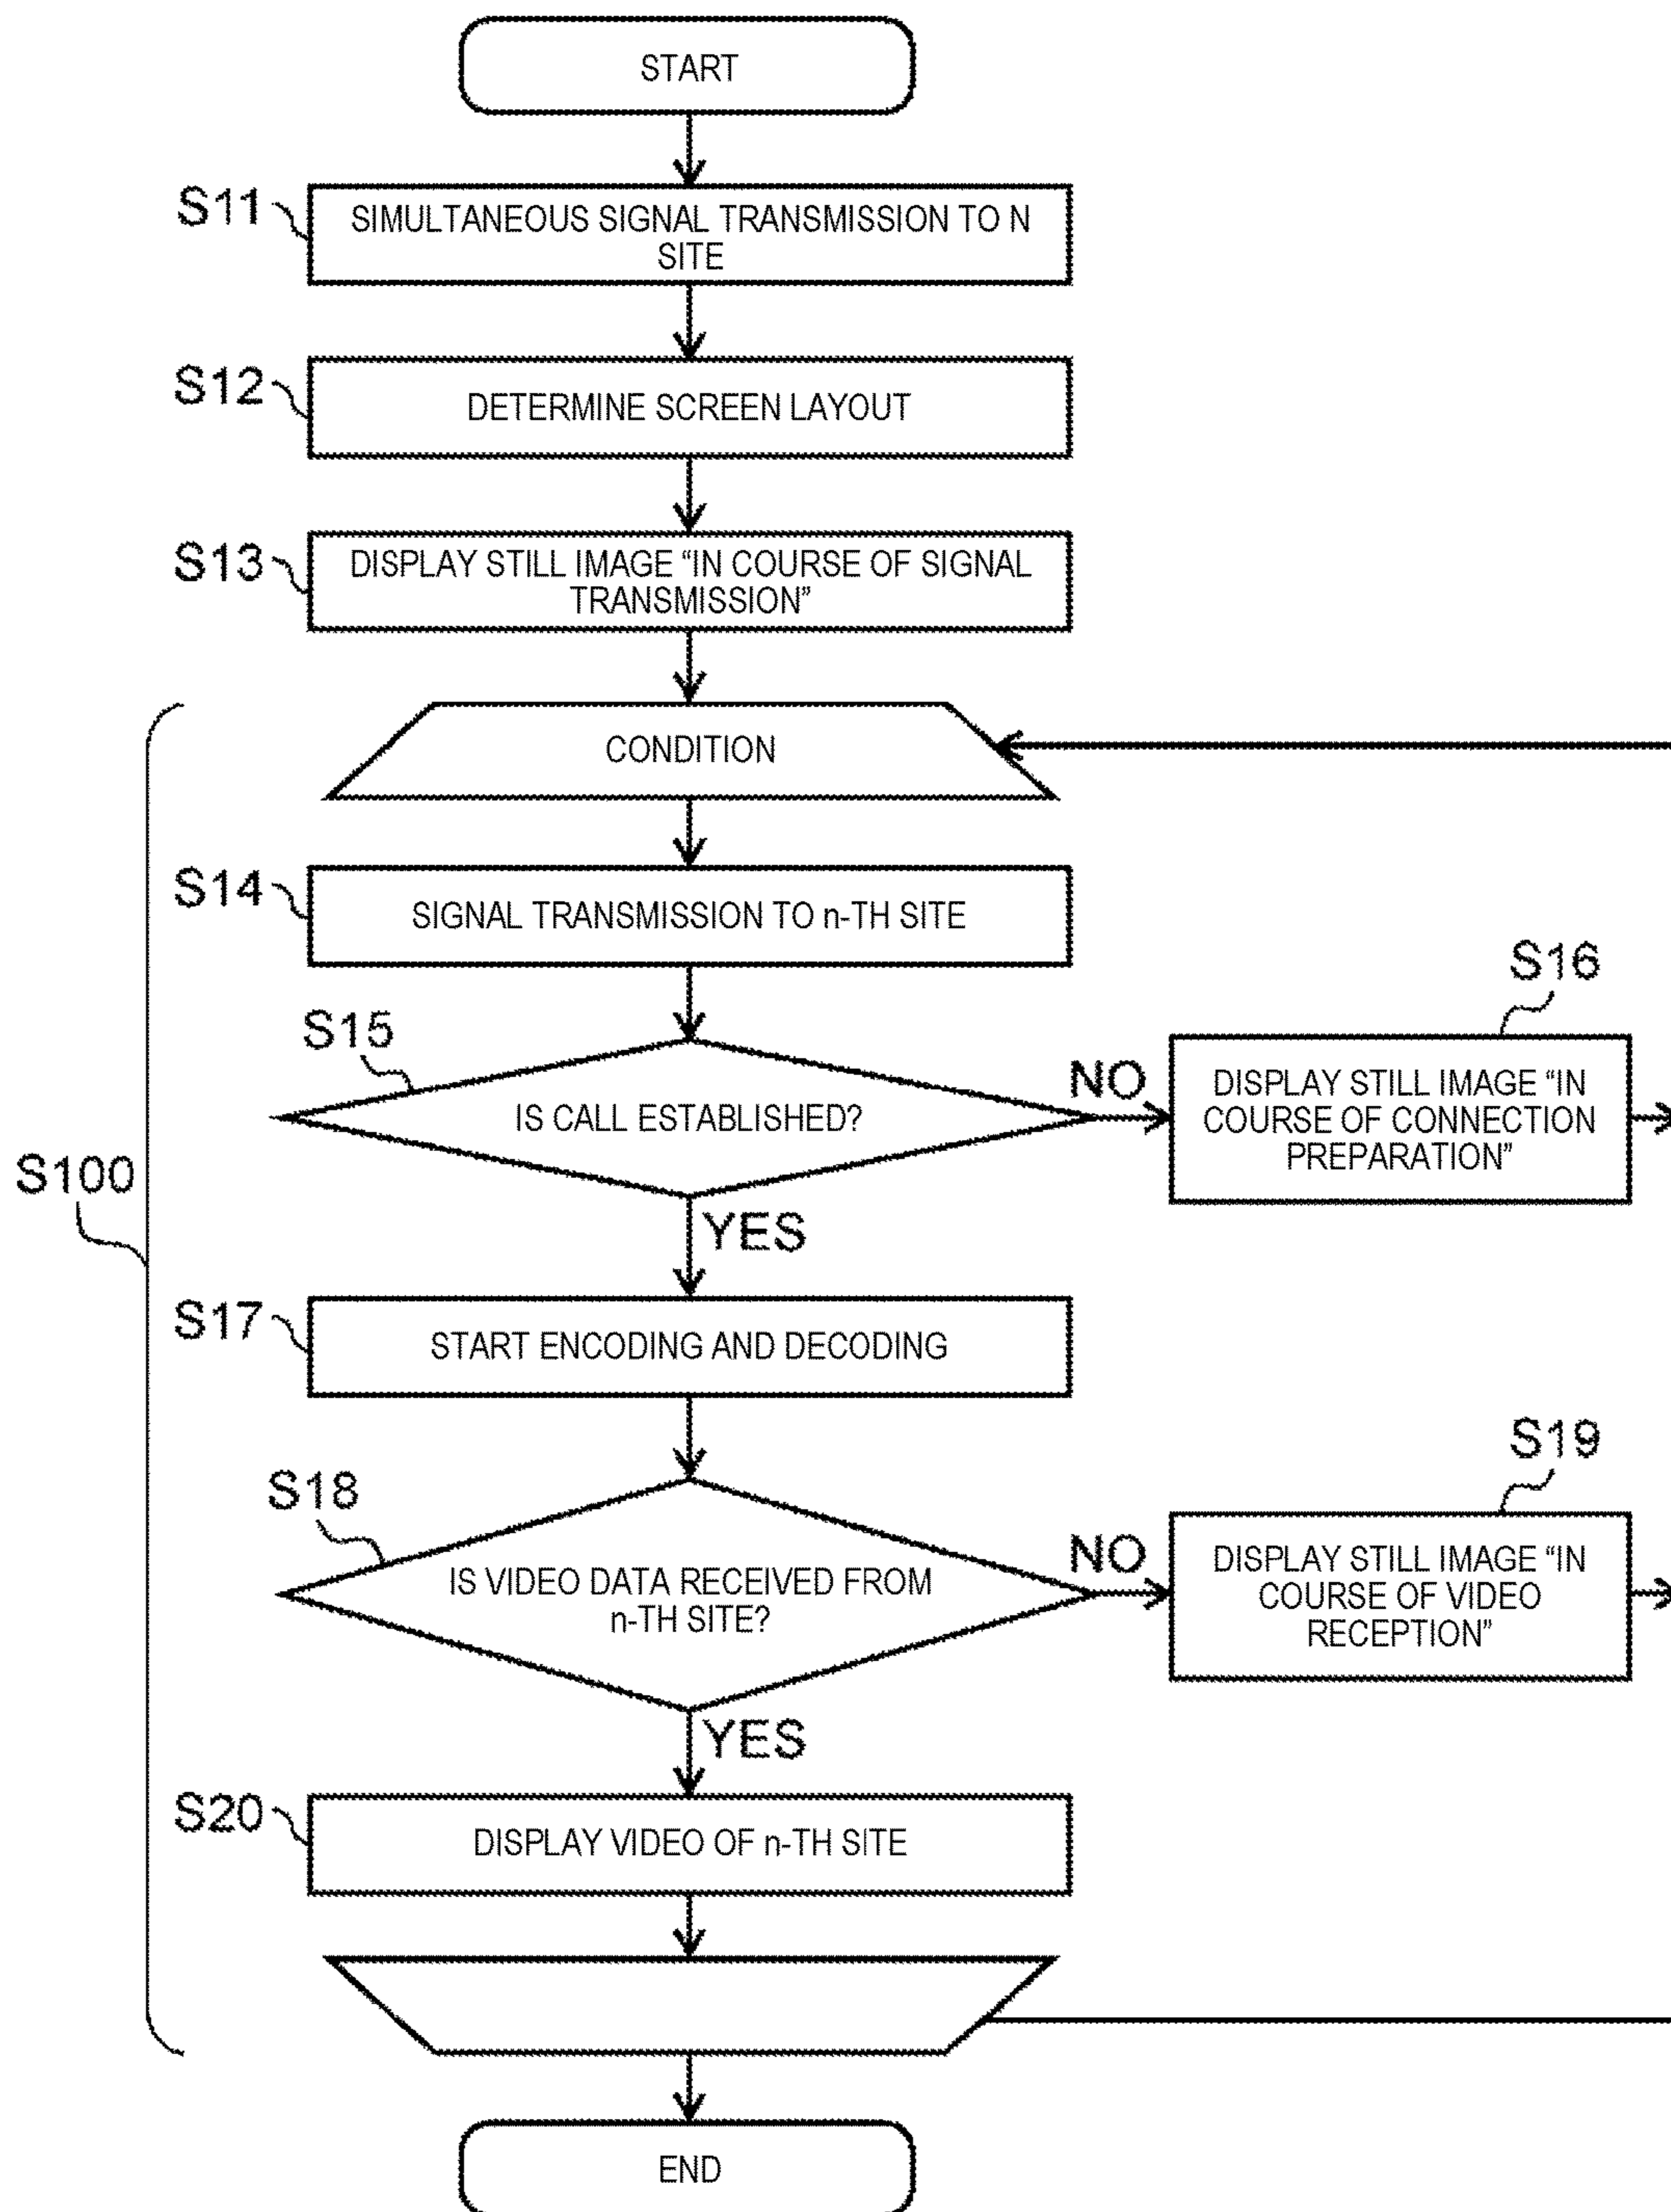 START
S11
SIMULTANEOUS SIGNAL TRANSMISSION TO N
SITE
S12
DETERMINE SCREEN LAYOUT
S13
DISPLAY STILL IMAGE “IN COURSE OF SIGNAL
TRANSMISSION”
CONDITION
S14
SIGNAL TRANSMISSION TO n-TH SITE
S15
IS CALL ESTABLISHED?
NO
S16
DISPLAY STILL IMAGE “IN
COURSE OF CONNECTION
PREPARATION”
S100
YES
S17
START ENCODING AND DECODING
S18
IS VIDEO DATA RECEIVED FROM
n-TH SITE?
NO
S19
DISPLAY STILL IMAGE “IN
COURSE OF VIDEO
RECEPTION”
YES
S20
DISPLAY VIDEO OF n-TH SITE
END